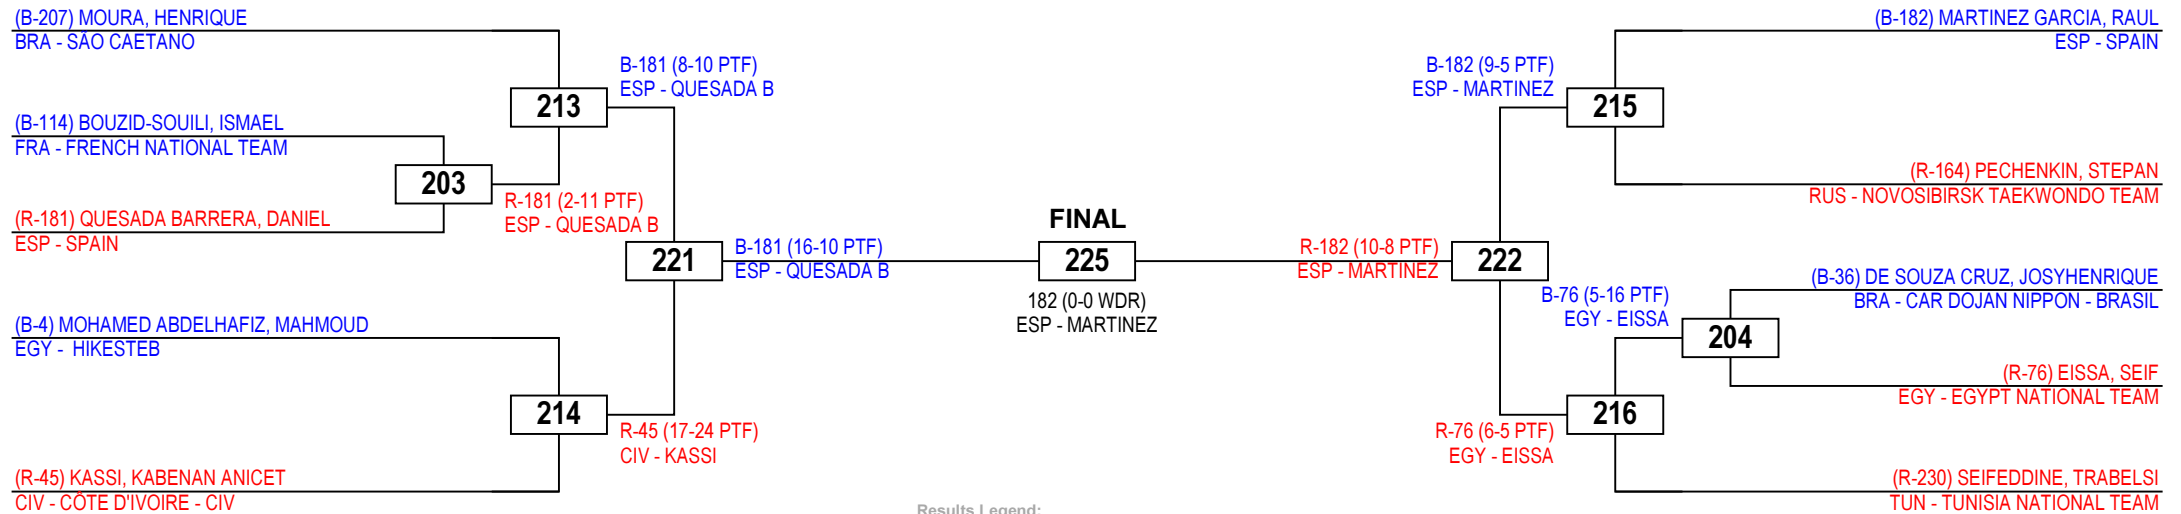 (B-207) MOURA, HENRIQUE
BRA - SÃO CAETANO
(B-114) BOUZID-SOUILI, ISMAEL
FRA - FRENCH NATIONAL TEAM
(R-181) QUESADA BARRERA, DANIEL
ESP - SPAIN
(B-4) MOHAMED ABDELHAFIZ, MAHMOUD
EGY - HIKESTEB
(R-45) KASSI, KABENAN ANICET
CIV - CÔTE D'IVOIRE - CIV
203
213
214
B-181 (8-10 PTF)
ESP - QUESADA B
R-181 (2-11 PTF)
ESP - QUESADA B
R-45 (17-24 PTF)
CIV - KASSI
221
B-181 (16-10 PTF)
ESP - QUESADA B
FINAL
225
182 (0-0 WDR)
ESP - MARTINEZ
Results Legend:
R-182 (10-8 PTF)
ESP - MARTINEZ
222
B-182 (9-5 PTF)
ESP - MARTINEZ
B-76 (5-16 PTF)
EGY - EISSA
R-76 (6-5 PTF)
EGY - EISSA
215
204
216
(B-182) MARTINEZ GARCIA, RAUL
ESP - SPAIN
(R-164) PECHENKIN, STEPAN
RUS - NOVOSIBIRSK TAEKWONDO TEAM
(B-36) DE SOUZA CRUZ, JOSYHENRIQUE
BRA - CAR DOJAN NIPPON - BRASIL
(R-76) EISSA, SEIF
EGY - EGYPT NATIONAL TEAM
(R-230) SEIFEDDINE, TRABELSI
TUN - TUNISIA NATIONAL TEAM